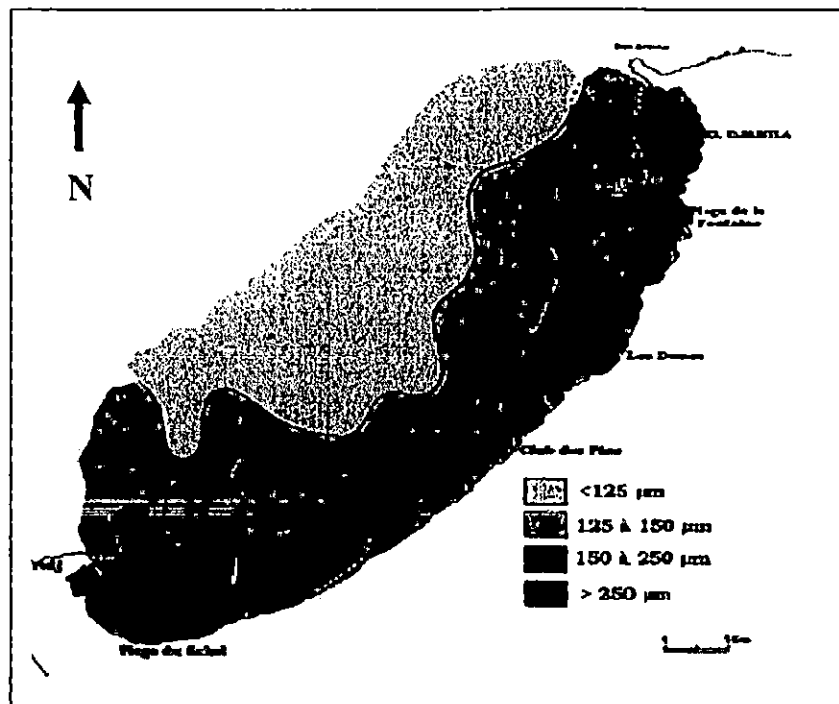 N
Plage de la
Fontaine
Les Dunes
Club des Pins
<125 µm
125 à 150 µm
150 à 250 µm
> 250 µm
Plage du Sahel